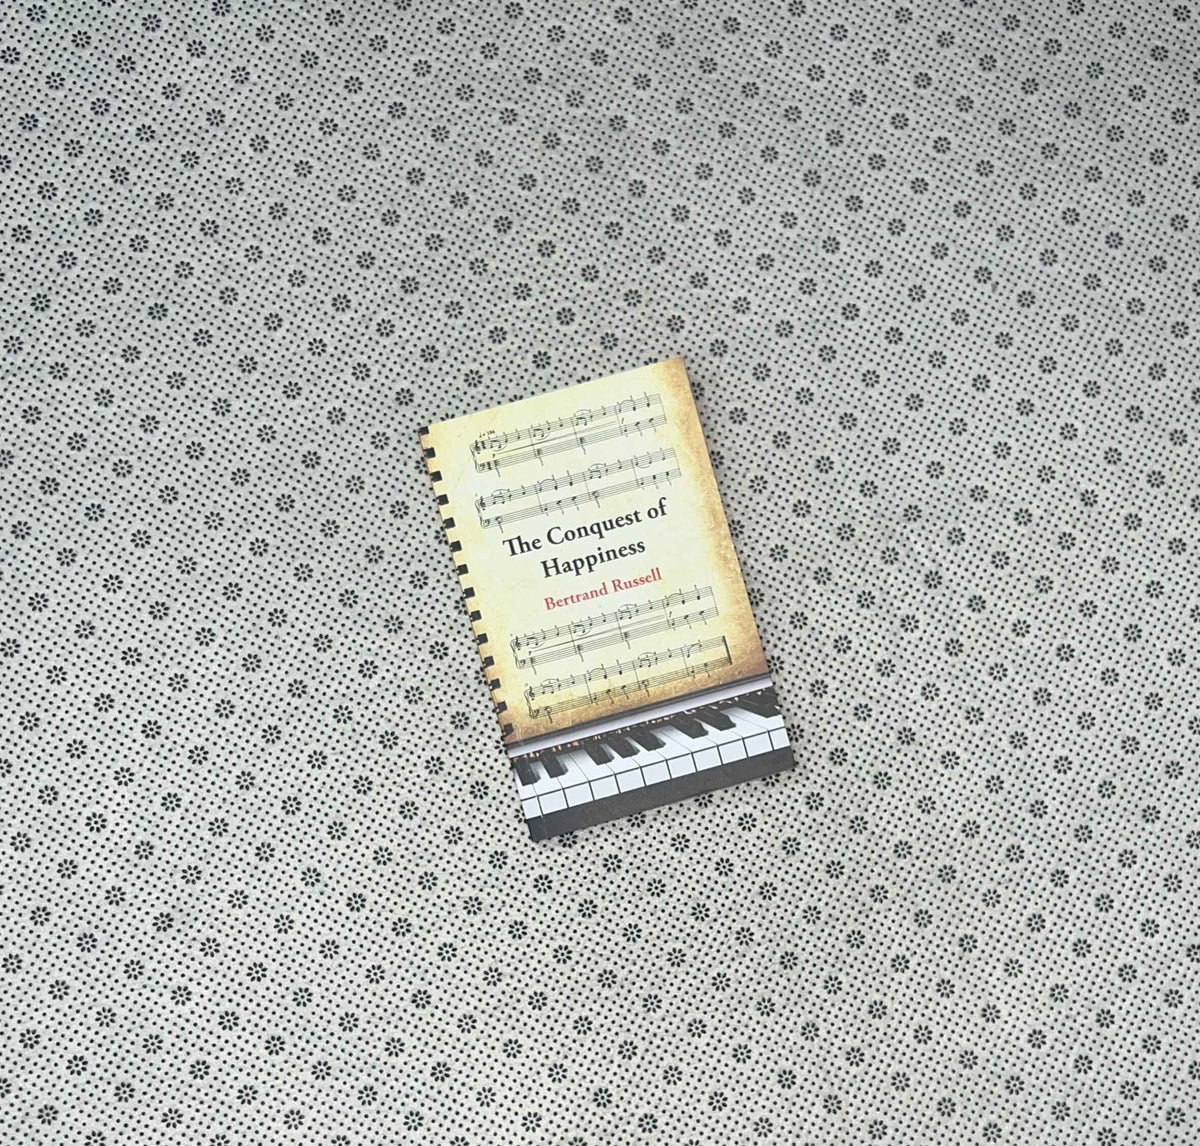 The Conquest of
Happiness
Bertrand Russell